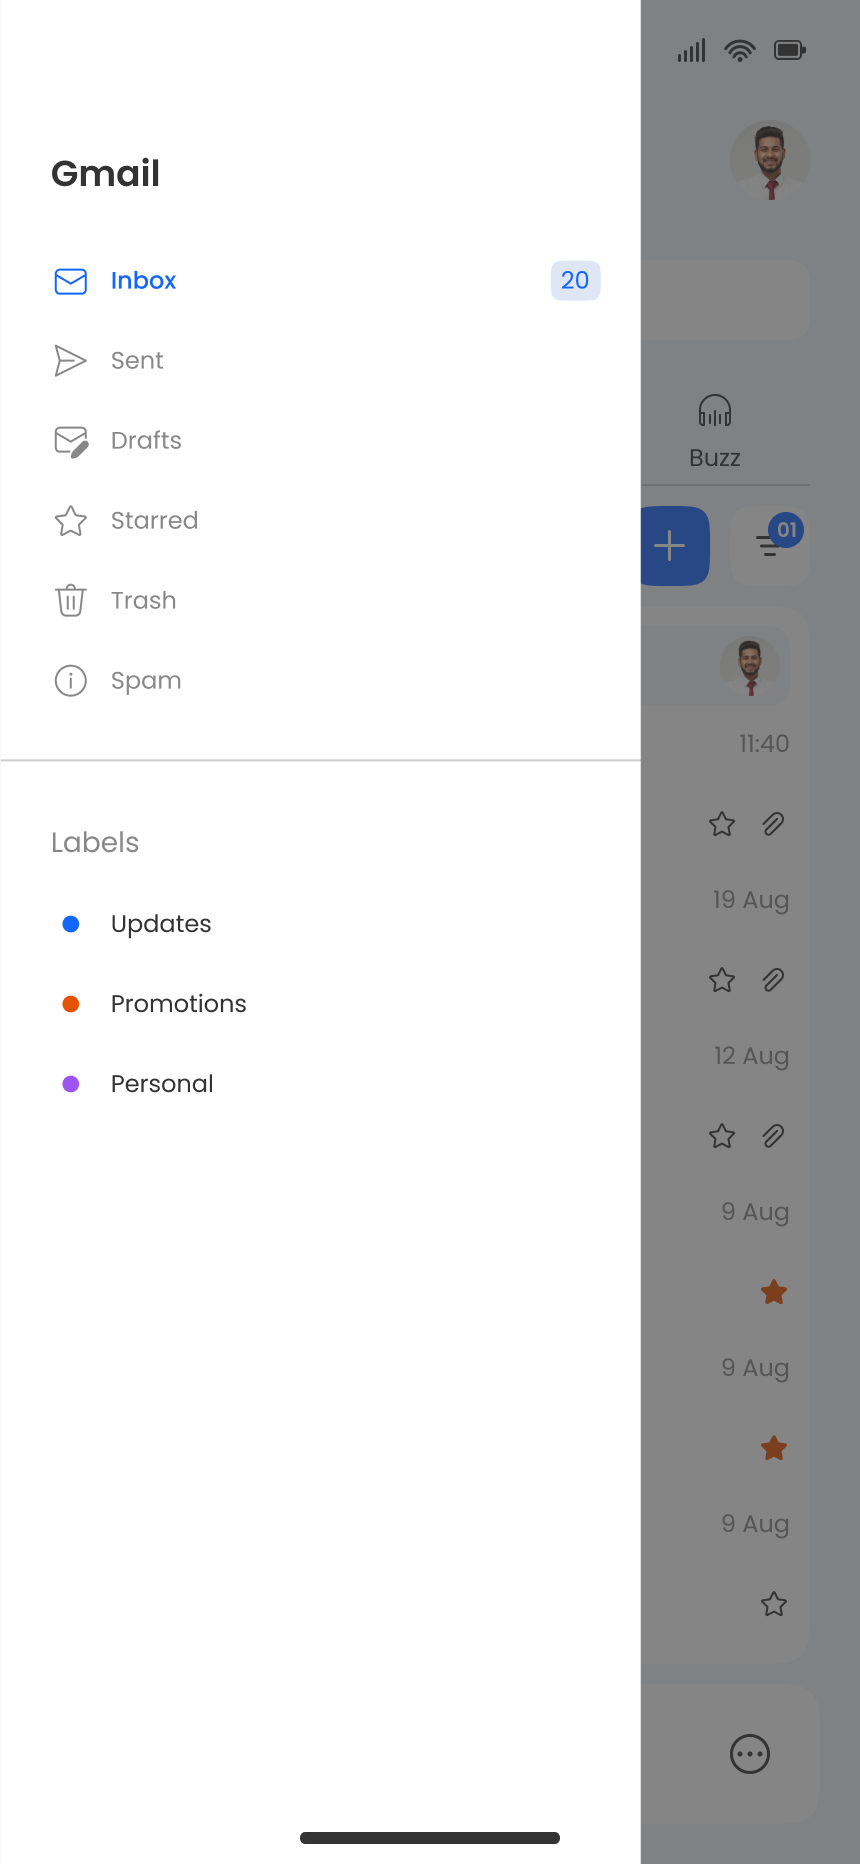 Gmail
Inbox
20
Sent
Drafts
Starred
Trash
Spam
Labels
Updates
Promotions
Personal
Buzz
01
11:40
19 Aug
12 Aug
9 Aug
9 Aug
9 Aug